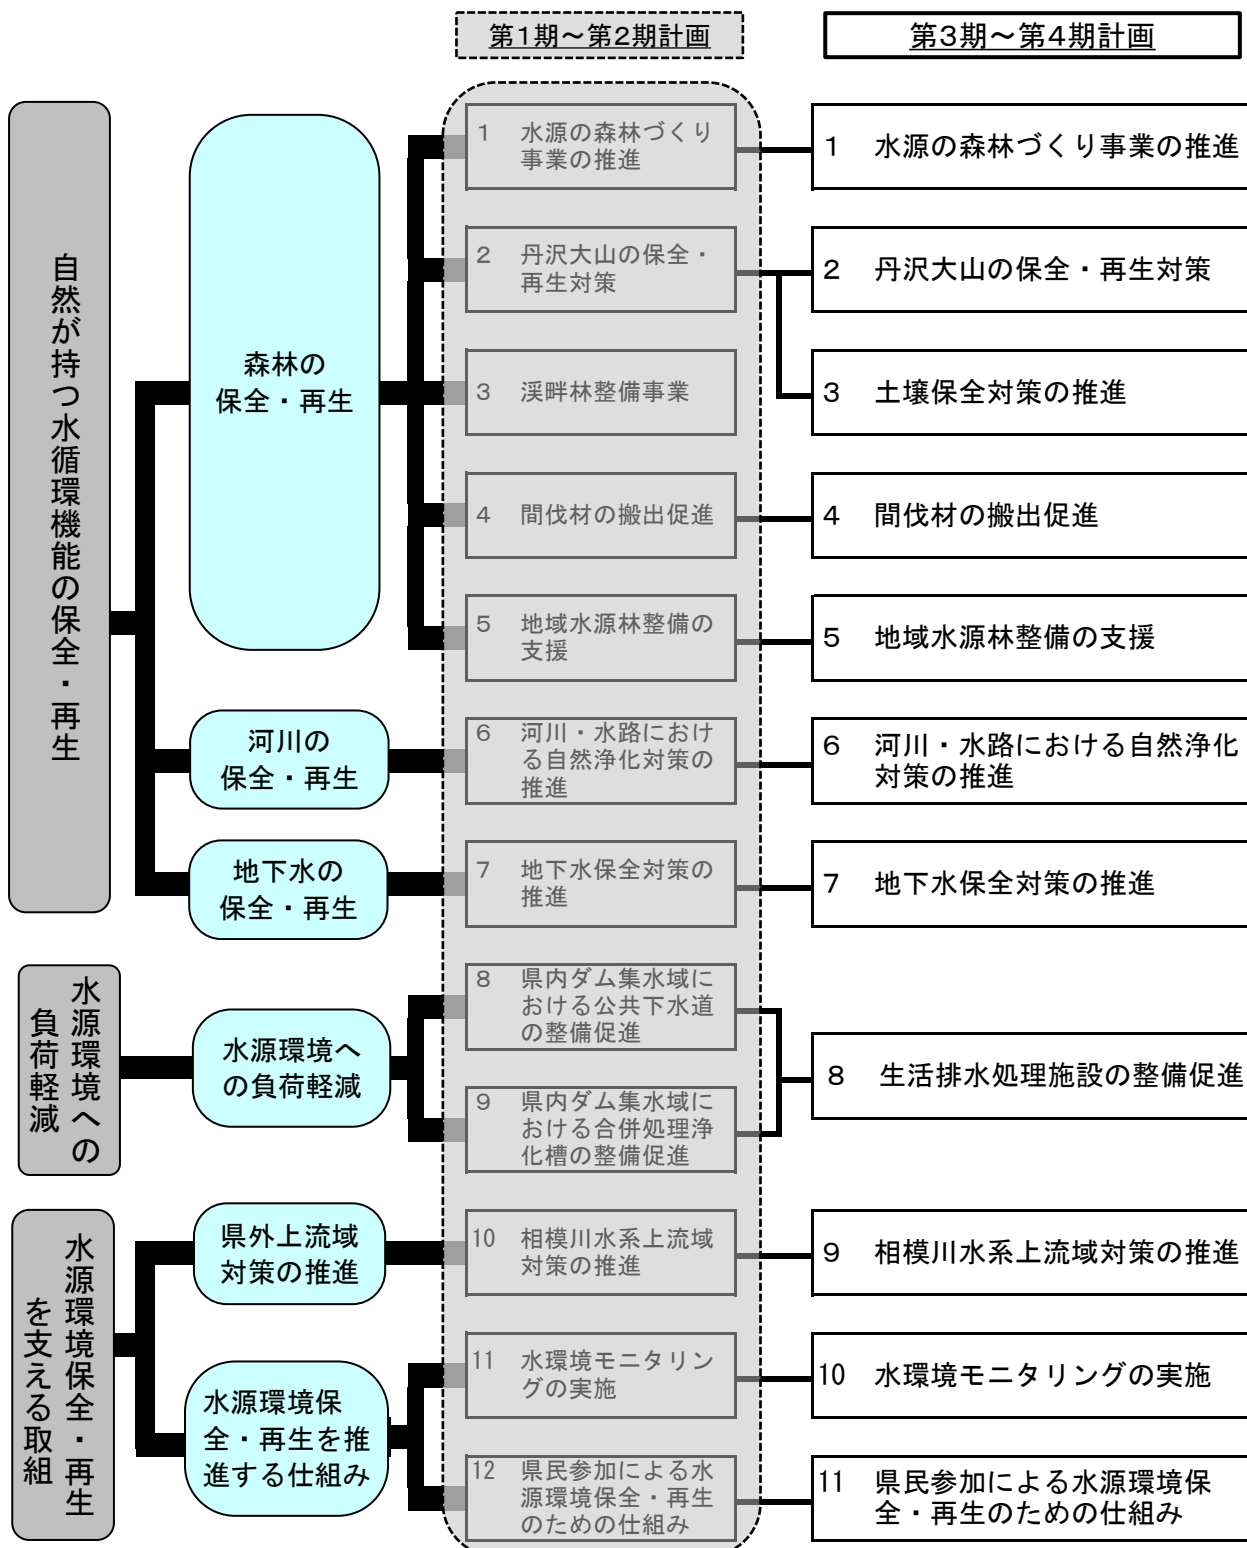 第1期～第2期計画
第3期～第4期計画
自然が持つ水循環機能の保全・再生
森林の
保全・再生
1 水源の森林づくり
事業の推進
1 水源の森林づくり事業の推進
2 丹沢大山の保全・
再生対策
2 丹沢大山の保全・再生対策
3 渓畔林整備事業
3 土壌保全対策の推進
4 間伐材の搬出促進
4 間伐材の搬出促進
5 地域水源林整備の
支援
5 地域水源林整備の支援
河川の
保全・再生
6 河川・水路におけ
る自然浄化対策の
推進
6 河川・水路における自然浄化
対策の推進
地下水の
保全・再生
7 地下水保全対策の
推進
7 地下水保全対策の推進
水源環境への
負荷軽減
水源環境へ
の負荷軽減
8 県内ダム集水域に
おける公共下水道
の整備促進
9 県内ダム集水域に
おける合併処理浄
化槽の整備促進
8 生活排水処理施設の整備促進
水源環境保全・再生
を支える取組
県外上流域
対策の推進
10 相模川水系上流域
対策の推進
9 相模川水系上流域対策の推進
水源環境保
全・再生を推
進する仕組み
11 水環境モニタリン
グの実施
10 水環境モニタリングの実施
12 県民参加による水
源環境保全・再生
のための仕組み
11 県民参加による水源環境保
全・再生のための仕組み